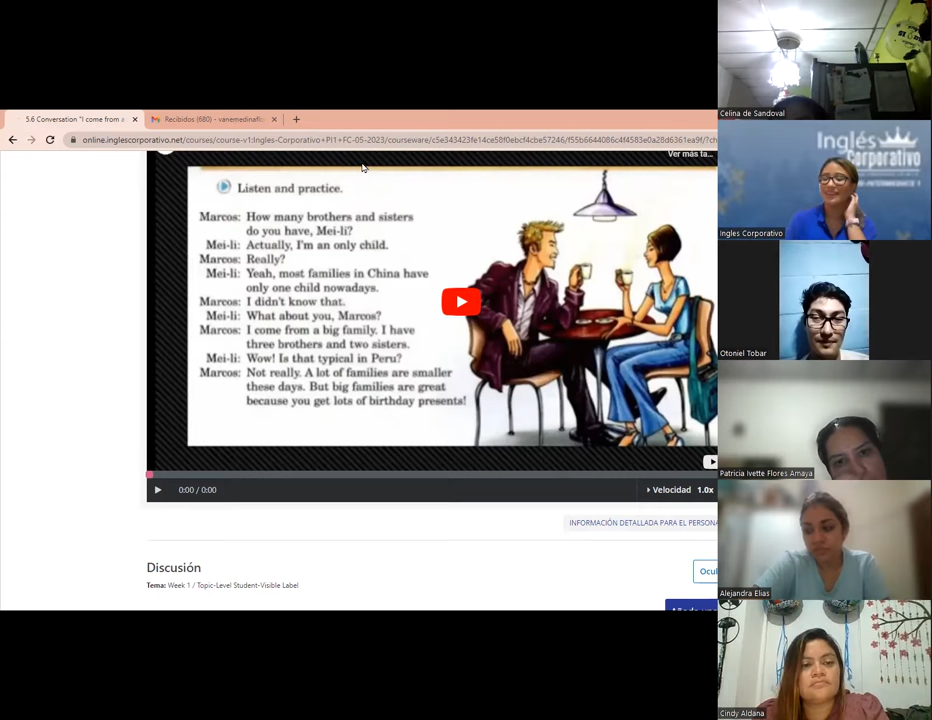 5.6 Conversation "I come from a
Recibidos (680) - vanemedinaflo
online.inglescorporativo.net/courses/course-v1:Ingles-Corporativo+PI1+FC-05-2023/courseware/c5e343423fe14ce58f0ebcf4cbe57246/f55b6644086c4f4583e0a28d6361ea9f/7ch
Ver más ta...
Listen and practice.
Marcos: How many brothers and sisters
do you have, Mei-li?
Mei-li: Actually, I'm an only child.
Marcos: Really?
Mei-li: Yeah, most families in China have
only one child nowadays.
Marcos: I didn't know that.
Mei-li: What about you, Marcos?
Marcos: I come from a big family. I have
three brothers and two sisters.
Mei-li: Wow! Is that typical in Peru?
Marcos: Not really. A lot of families are smaller
these days. But big families are great
because you get lots of birthday presents!
0:00 / 0:00
Velocidad 1.0x
INFORMACIÓN DETALLADA PARA EL PERSONA
Discusión
Tema: Week 1 / Topic-Level Student-Visible Label
Ocul
Celina de Sandoval
Inglés
Corporativo
Ingles Corporativo
Otoniel Tobar
Patricia Ivette Flores Amaya
Alejandra Elias
Cindy Aldana